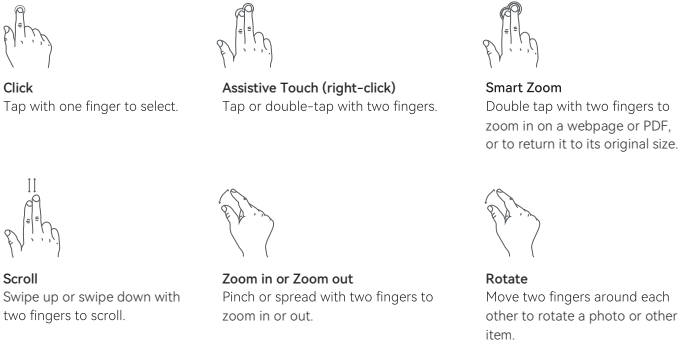 Click
Tap with one finger to select.
Assistive Touch (right-click)
Tap or double-tap with two fingers.
Smart Zoom
Double tap with two fingers to
zoom in on a webpage or PDF,
or to return it to its original size.
Scroll
Swipe up or swipe down with
two fingers to scroll.
Zoom in or Zoom out
Pinch or spread with two fingers to
zoom in or out.
Rotate
Move two fingers around each
other to rotate a photo or other
item.